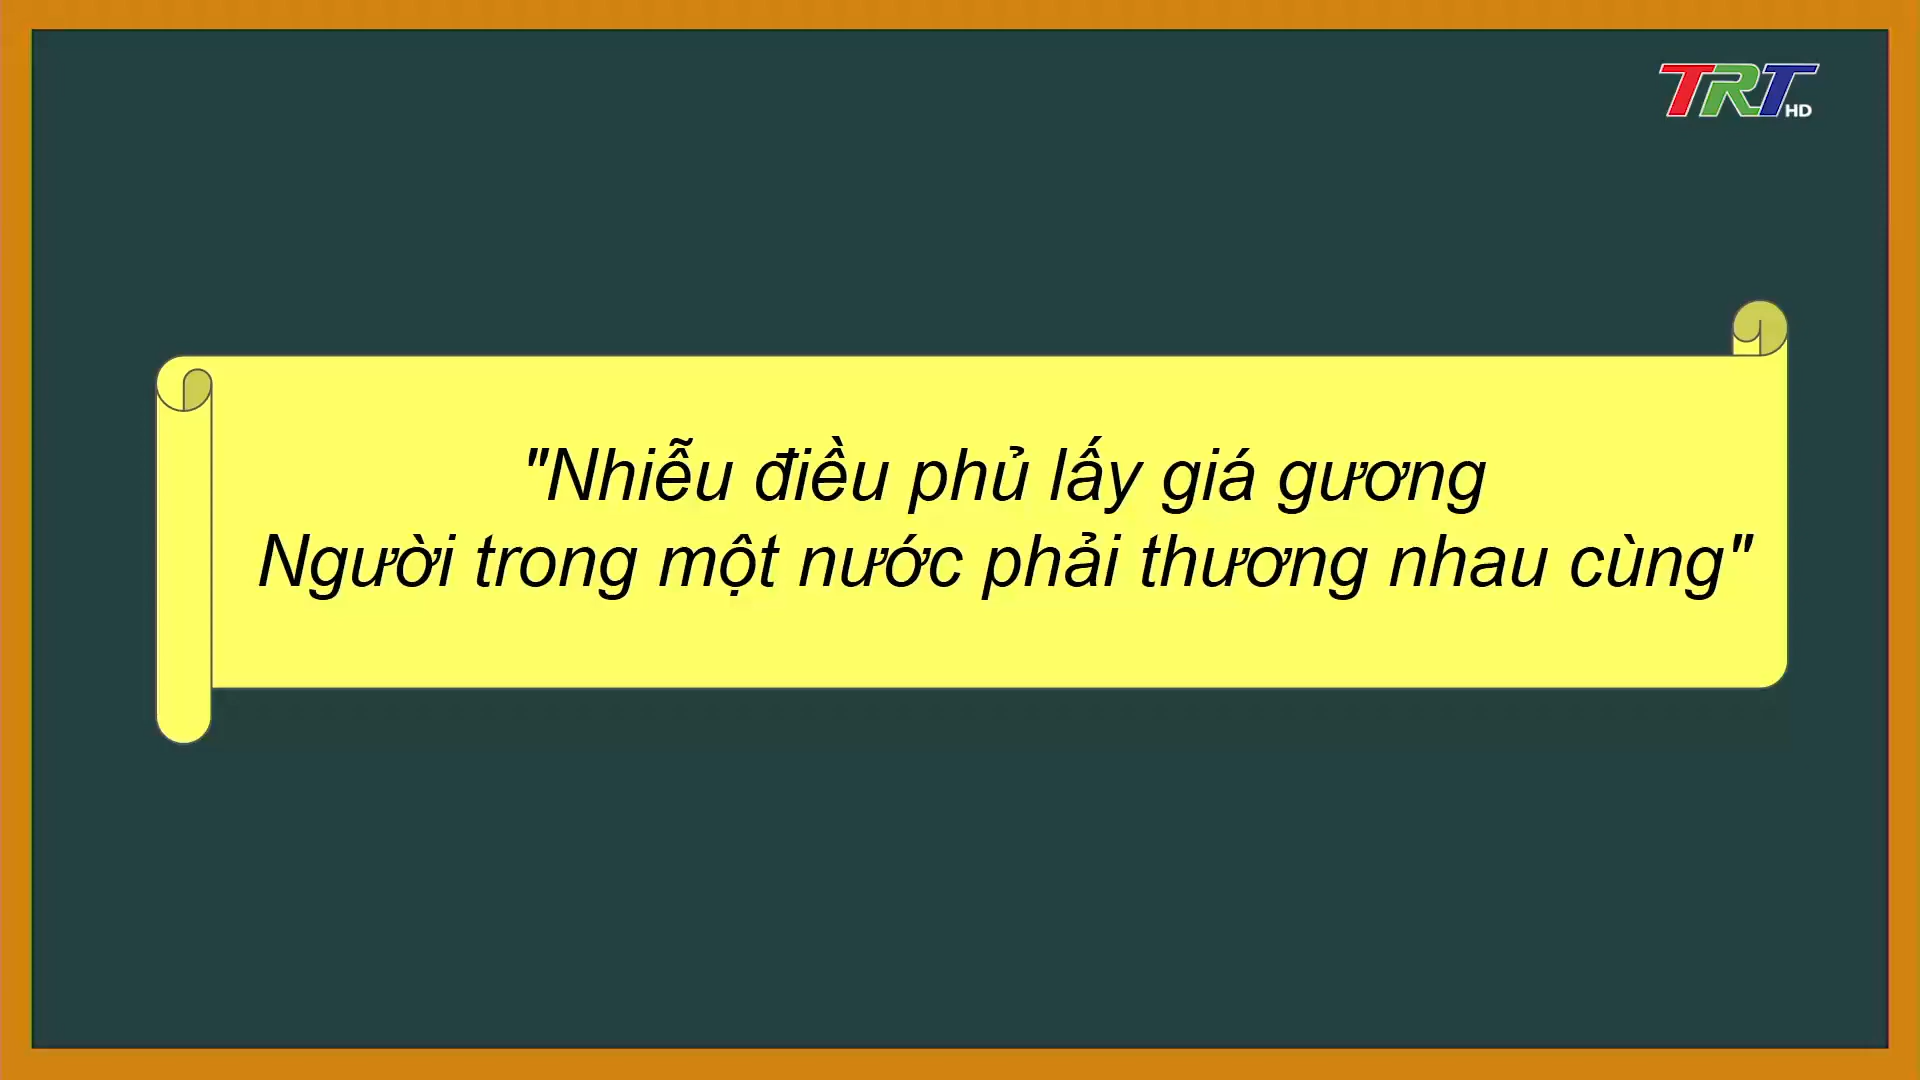 TRT HD
"Nhiễu điều phủ lấy giá gương
Người trong một nước phải thương nhau cùng"